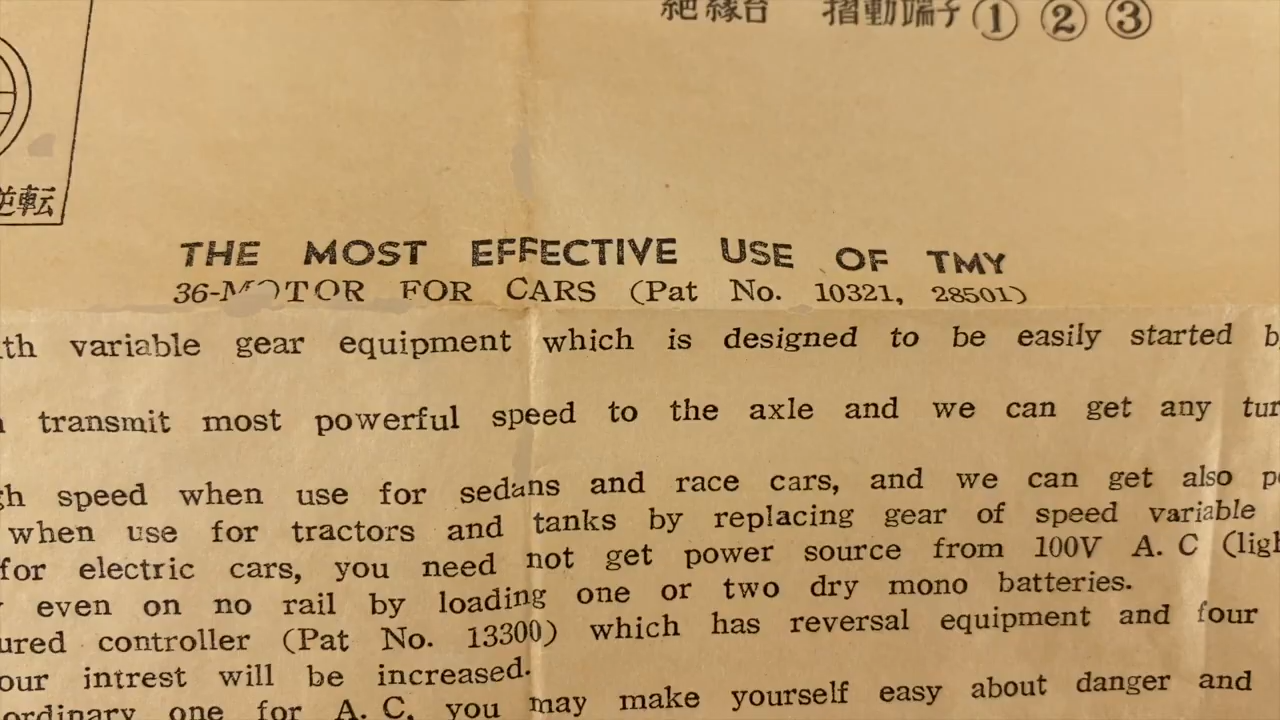 絶縁台 摺動端子 ① ② ③
逆転
THE MOST EFFECTIVE USE OF TMY
36-MOTOR FOR CARS (Pat No. 10321, 28501)
variable gear equipment which is designed to be easily started
transmit most powerful speed to the axle and we can get any
speed when use for sedans and race cars, and we can get also
when use for tractors and tanks by replacing gear of speed variable
for electric cars, you need not get power source from 100V A. C
even on no rail by loading one or two dry mono batteries.
controller (Pat No. 13300) which has reversal equipment and four
intrest will be increased.
ordinary one for A. C, you may make yourself easy about danger and